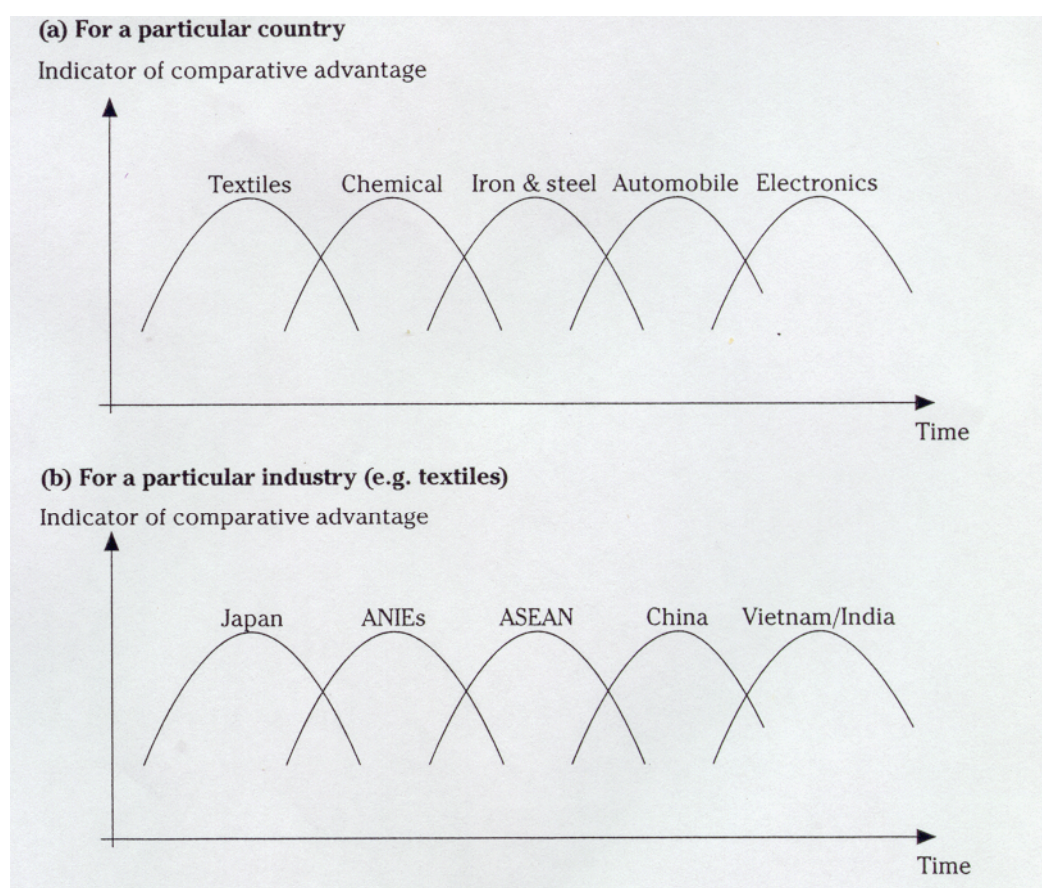 (a) For a particular country
Indicator of comparative advantage
Textiles Chemical Iron & steel Automobile Electronics
Time
(b) For a particular industry (e.g. textiles)
Indicator of comparative advantage
Japan ANIEs ASEAN China Vietnam/India
Time